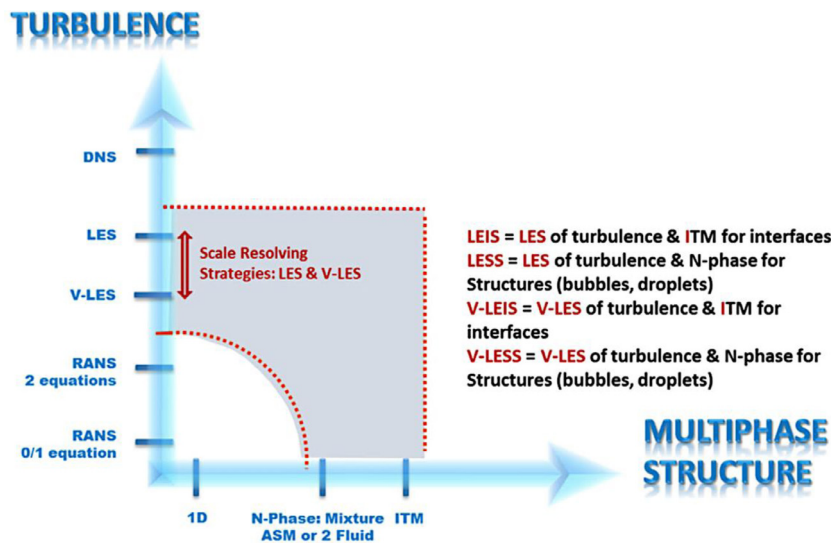 TURBULENCE
DNS
LES
V-LES
RANS
2 equations
RANS
0/1 equation
Scale Resolving
Strategies: LES & V-LES
LEIS = LES of turbulence & ITM for interfaces
LESS = LES of turbulence & N-phase for
Structures (bubbles, droplets)
V-LEIS = V-LES of turbulence & ITM for
interfaces
V-LESS = V-LES of turbulence & N-phase for
Structures (bubbles, droplets)
MULTIPHASE
STRUCTURE
1D
N-Phase: Mixture
ASM or 2 Fluid
ITM